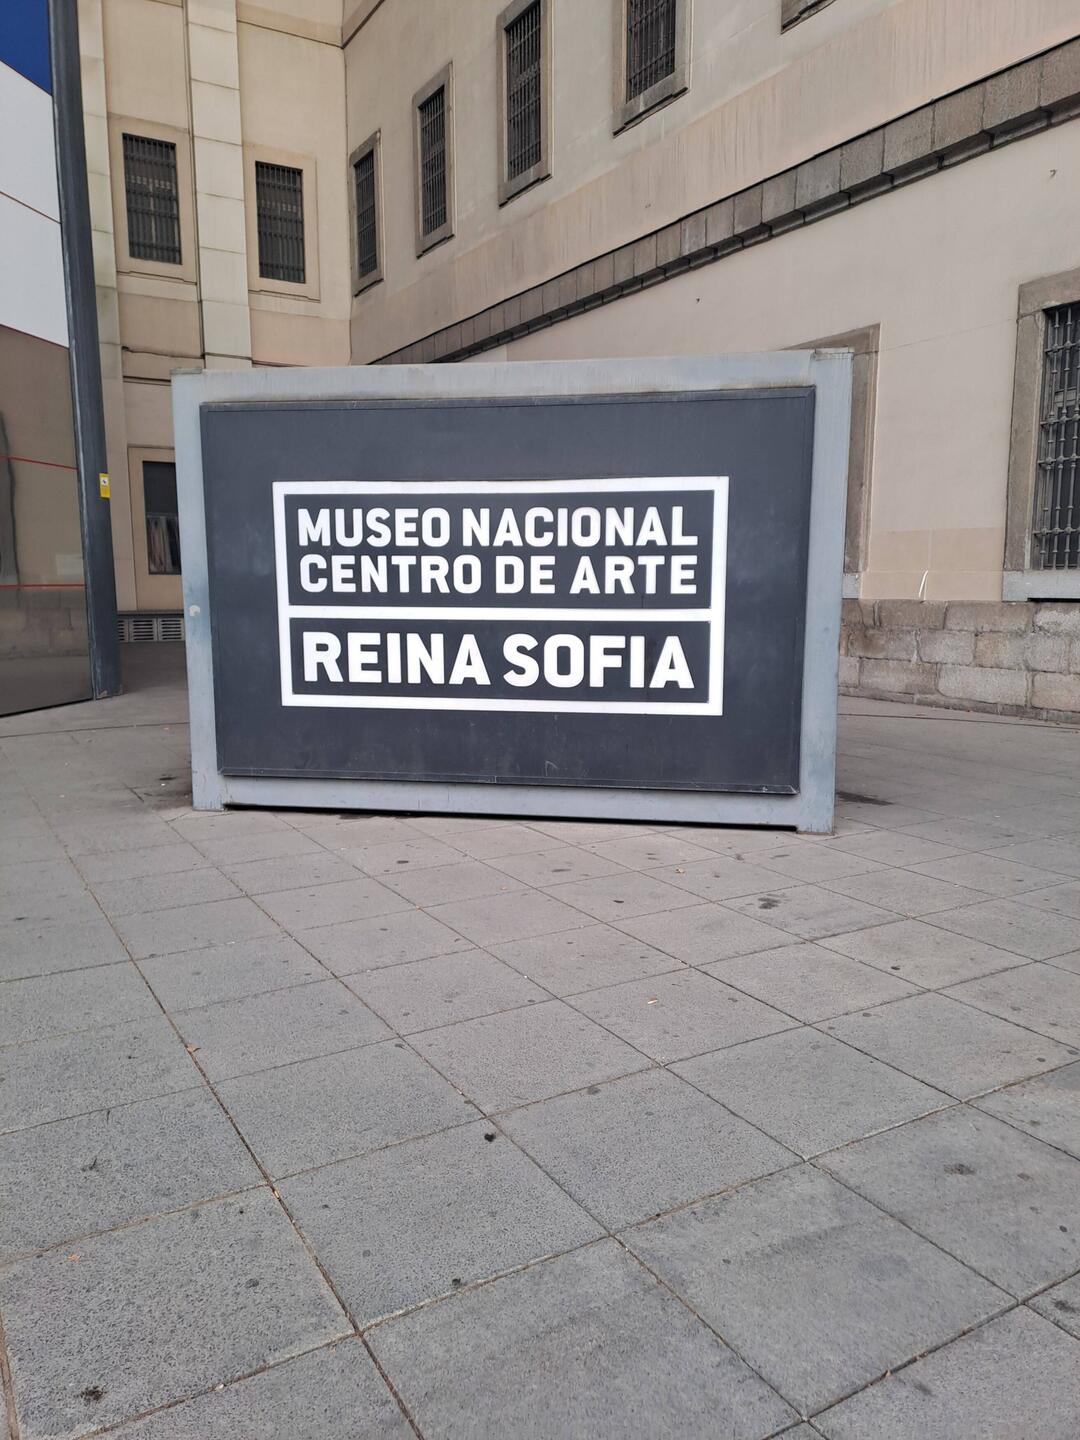 MUSEO NACIONAL
CENTRO DE ARTE
REINA SOFIA